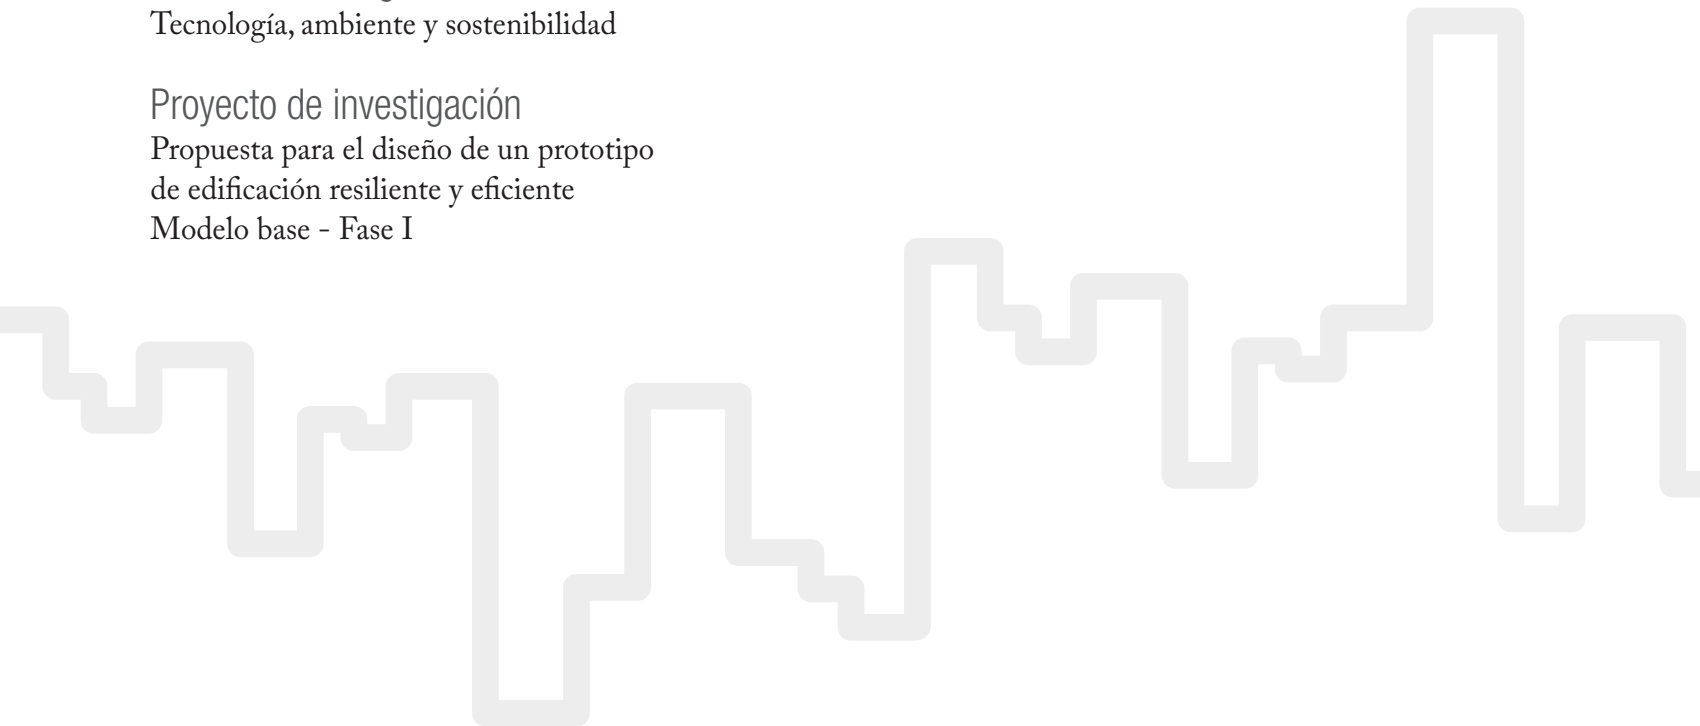 Tecnología, ambiente y sostenibilidad
Proyecto de investigación
Propuesta para el diseño de un prototipo
de edificación resiliente y eficiente
Modelo base - Fase I